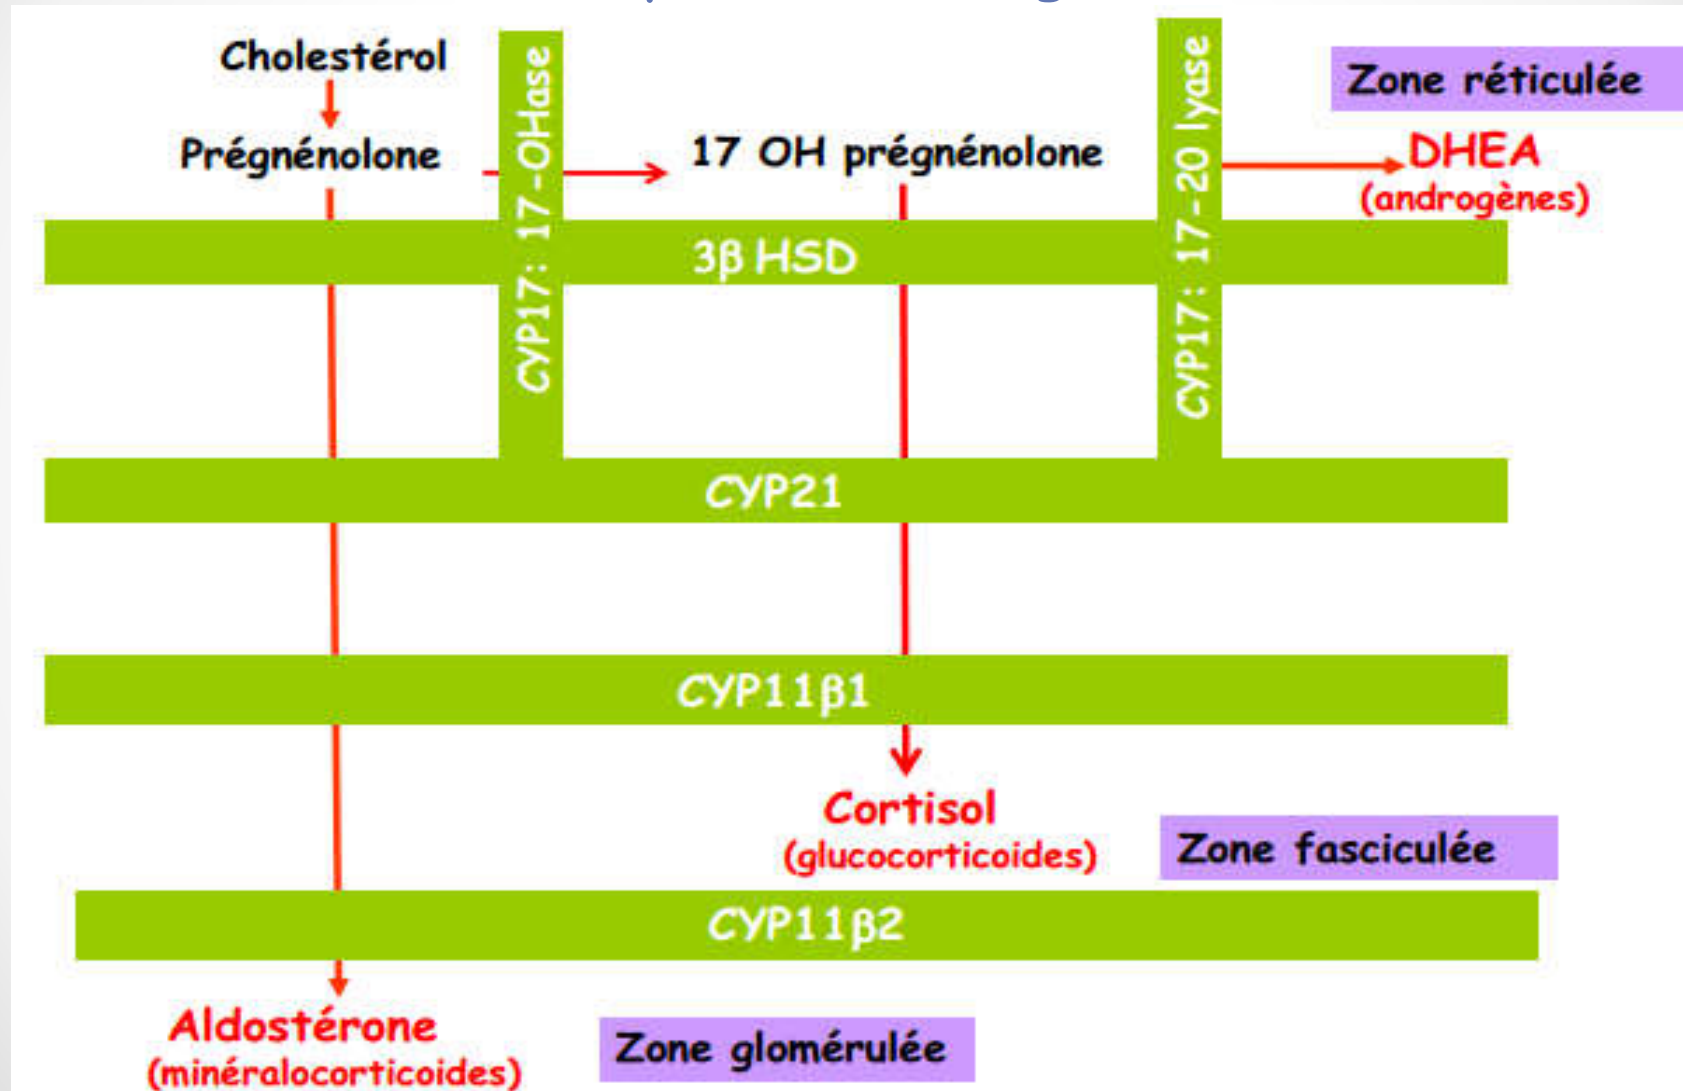 Cholestérol
Zone réticulée
Prégnénolone
CYP17: 17-OHase
17 OH prégnénolone
CYP17: 17-20 lyase
DHEA
(androgènes)
3β HSD
CYP21
CYP11β1
Cortisol
(glucocorticoides)
Zone fasciculée
CYP11β2
Aldostérone
(minéralocorticoides)
Zone glomérulée